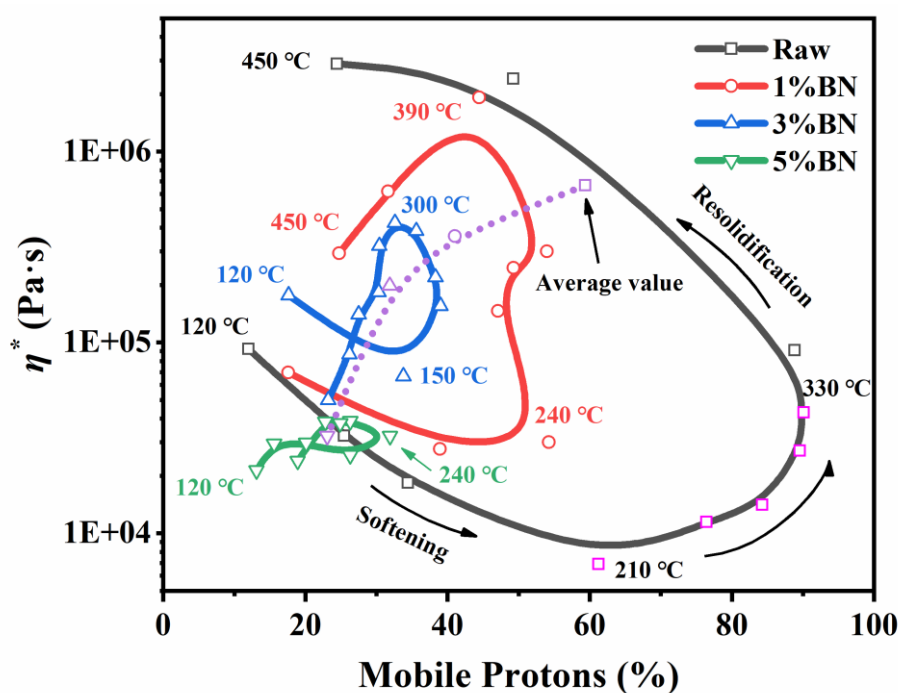 450 ℃
Raw
1%BN
3%BN
5%BN
390 ℃
1E+06
450 ℃
300 ℃
Resolidification
120 ℃
Average value
120 ℃
1E+05
150 ℃
330 ℃
240 ℃
240 ℃
120 ℃
1E+04
Softening
210 ℃
η* (Pa·s)
0
20
40
60
80
100
Mobile Protons (%)